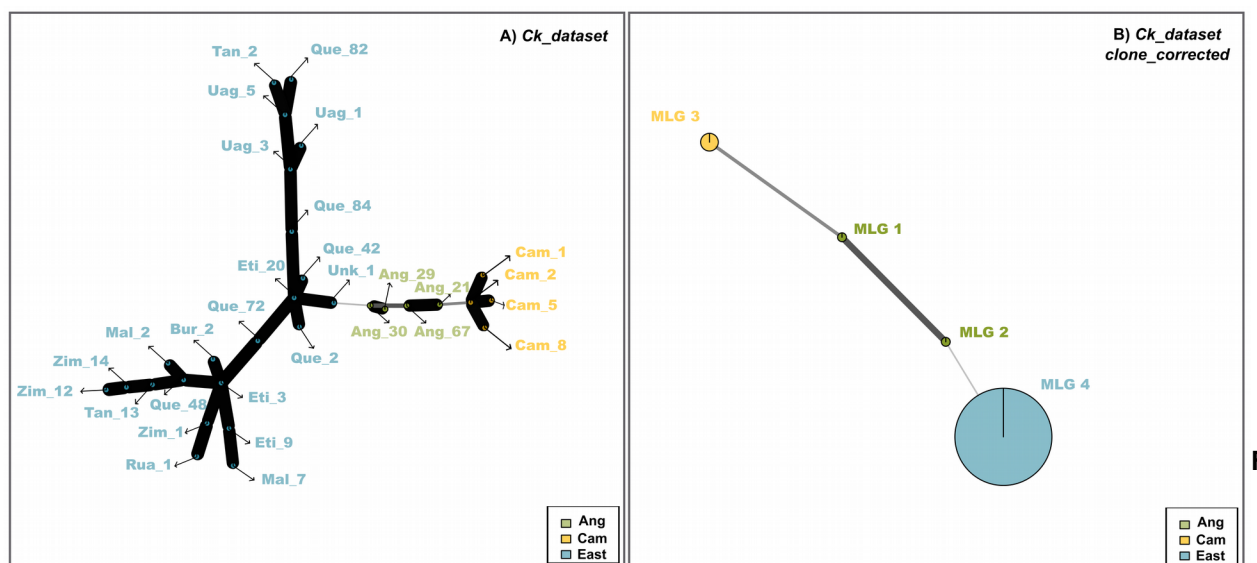 A) Ck_dataset
Tan_2
Que_82
Uag_5
Uag_1
Uag_3
Que_84
Que_42
Eti_20
Unk_1
Cam_1
Ang_29
Cam_2
Ang_21
Que_72
Cam_5
Bur_2
Ang_30
Ang_67
Mal_2
Cam_8
Que_2
Zim_14
Zim_12
Que_48
Eti_3
Tan_13
Zim_1
Eti_9
Rua_1
Mal_7
Ang
Cam
East
B) Ck_dataset
clone_corrected
MLG 3
MLG 1
MLG 2
MLG 4
Ang
Cam
East